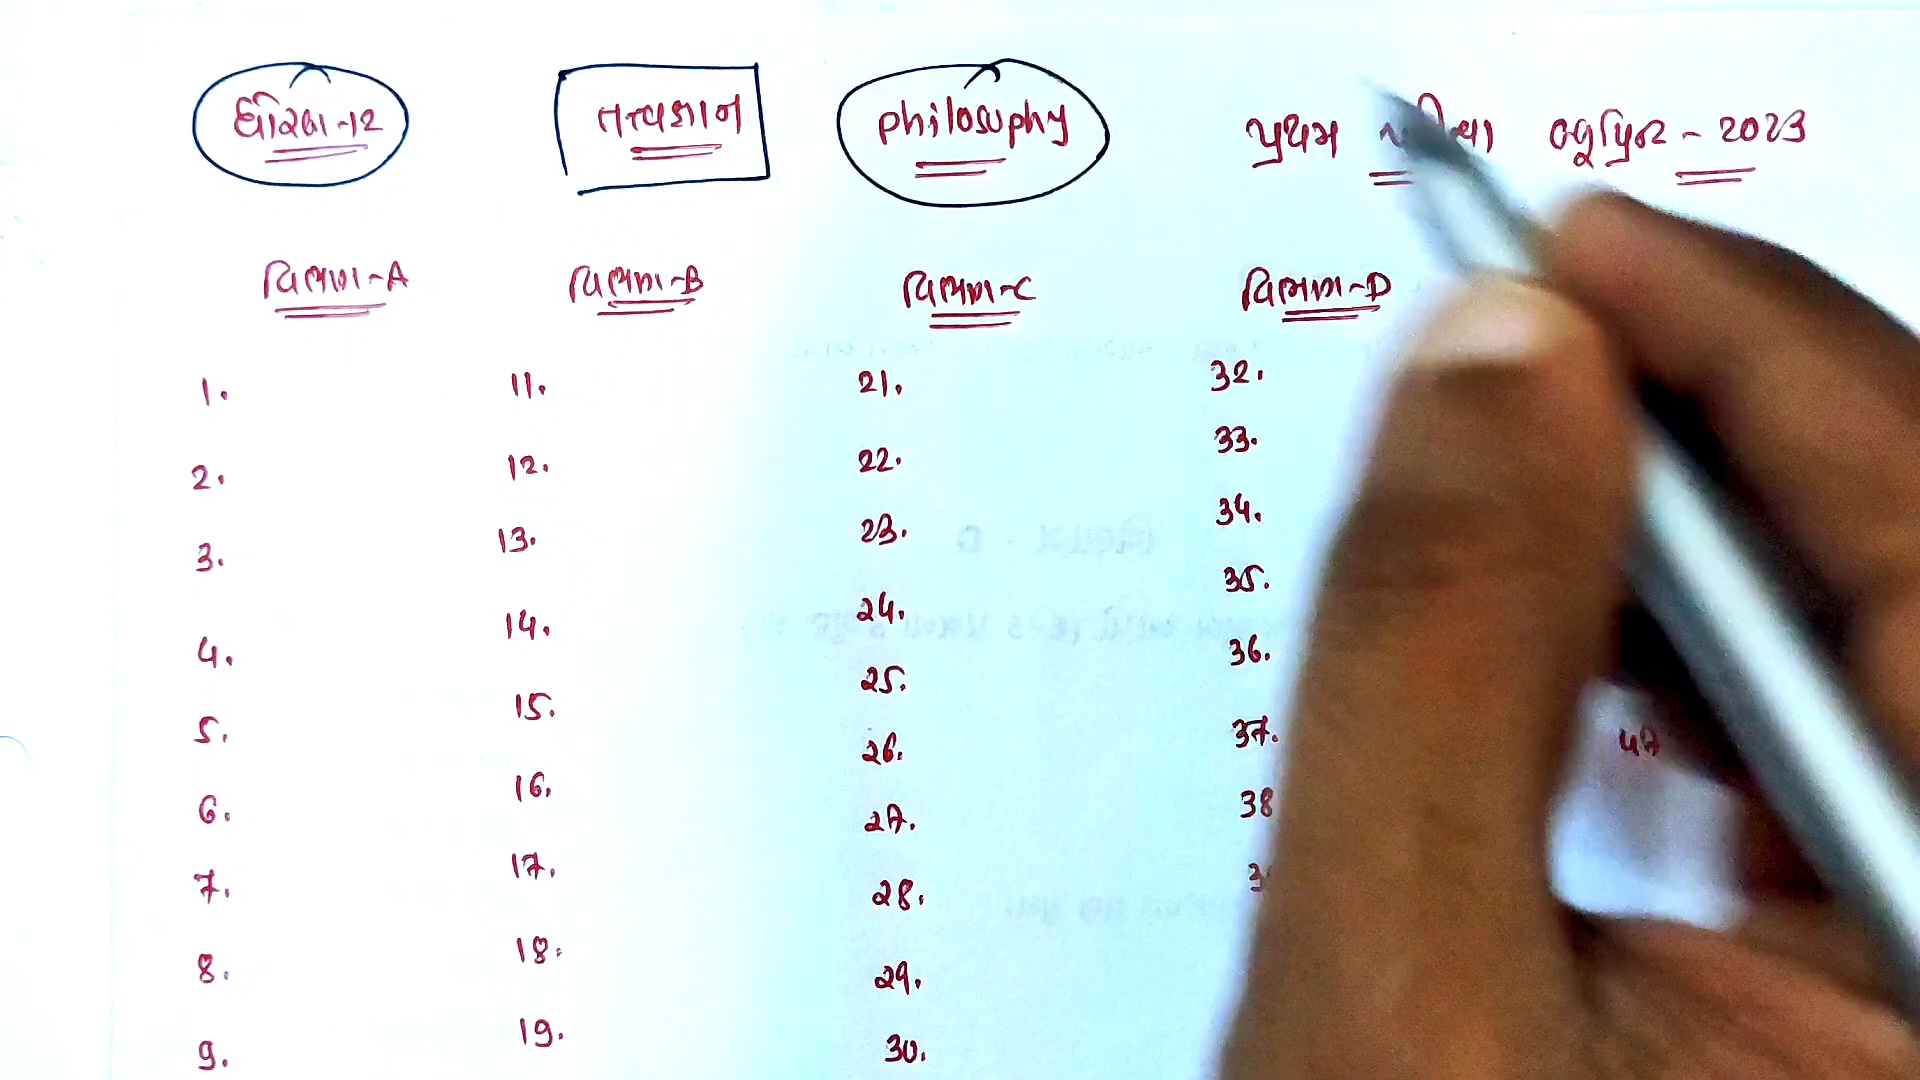 ધોરણ-12 તત્વજ્ઞાન philosophy પ્રથમ ઓક્ટોબર - 2023
વિભાગ-A વિભાગ-B વિભાગ-C વિભાગ-D
1. 11. 21. 32.
2. 12. 22. 33.
3. 13. 23. 34.
4. 14. 24. 35.
5. 15. 25. 36.
6. 16. 26. 37.
7. 17. 27. 38
8. 18. 28.
9. 19. 29.
30.